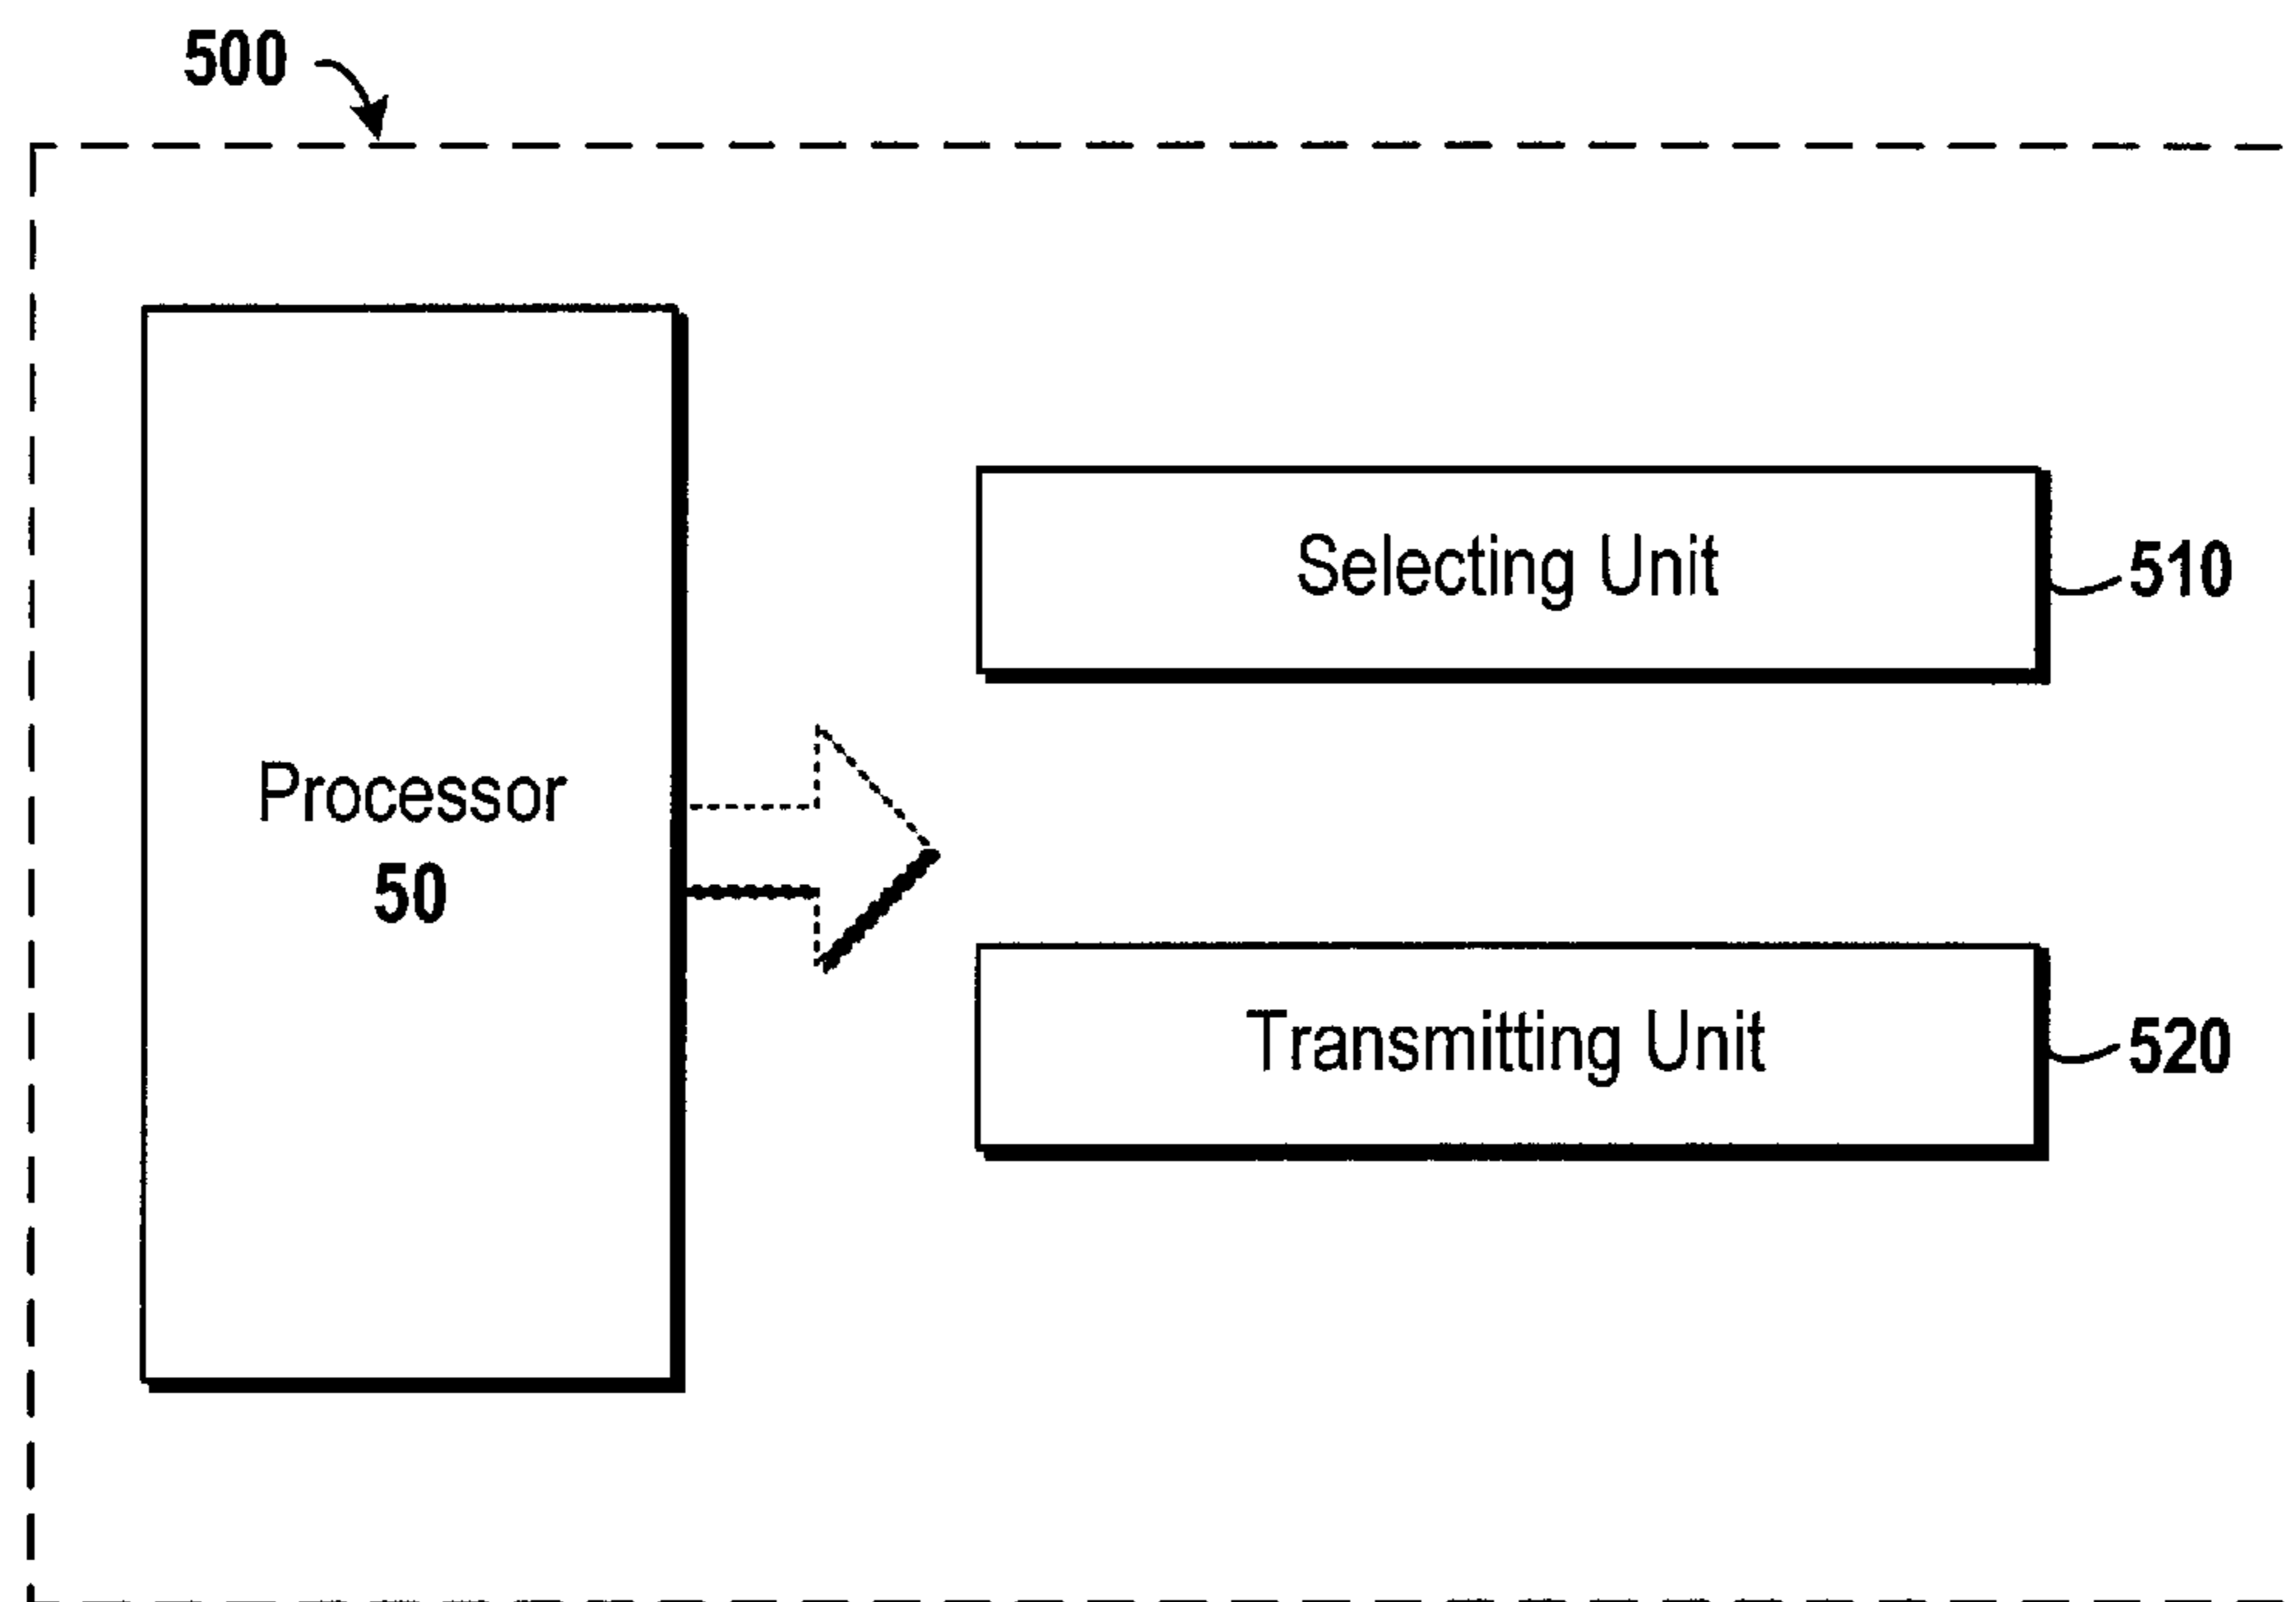 500
Selecting Unit
510
Processor
50
Transmitting Unit
520